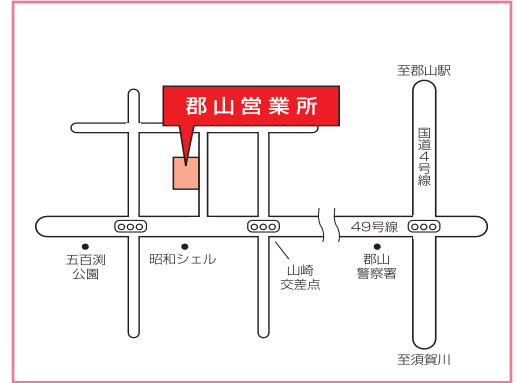 至郡山駅
郡山営業所
国道4号線
49号線
五百渕
公園
昭和シェル
山崎
交差点
郡山
警察署
至須賀川